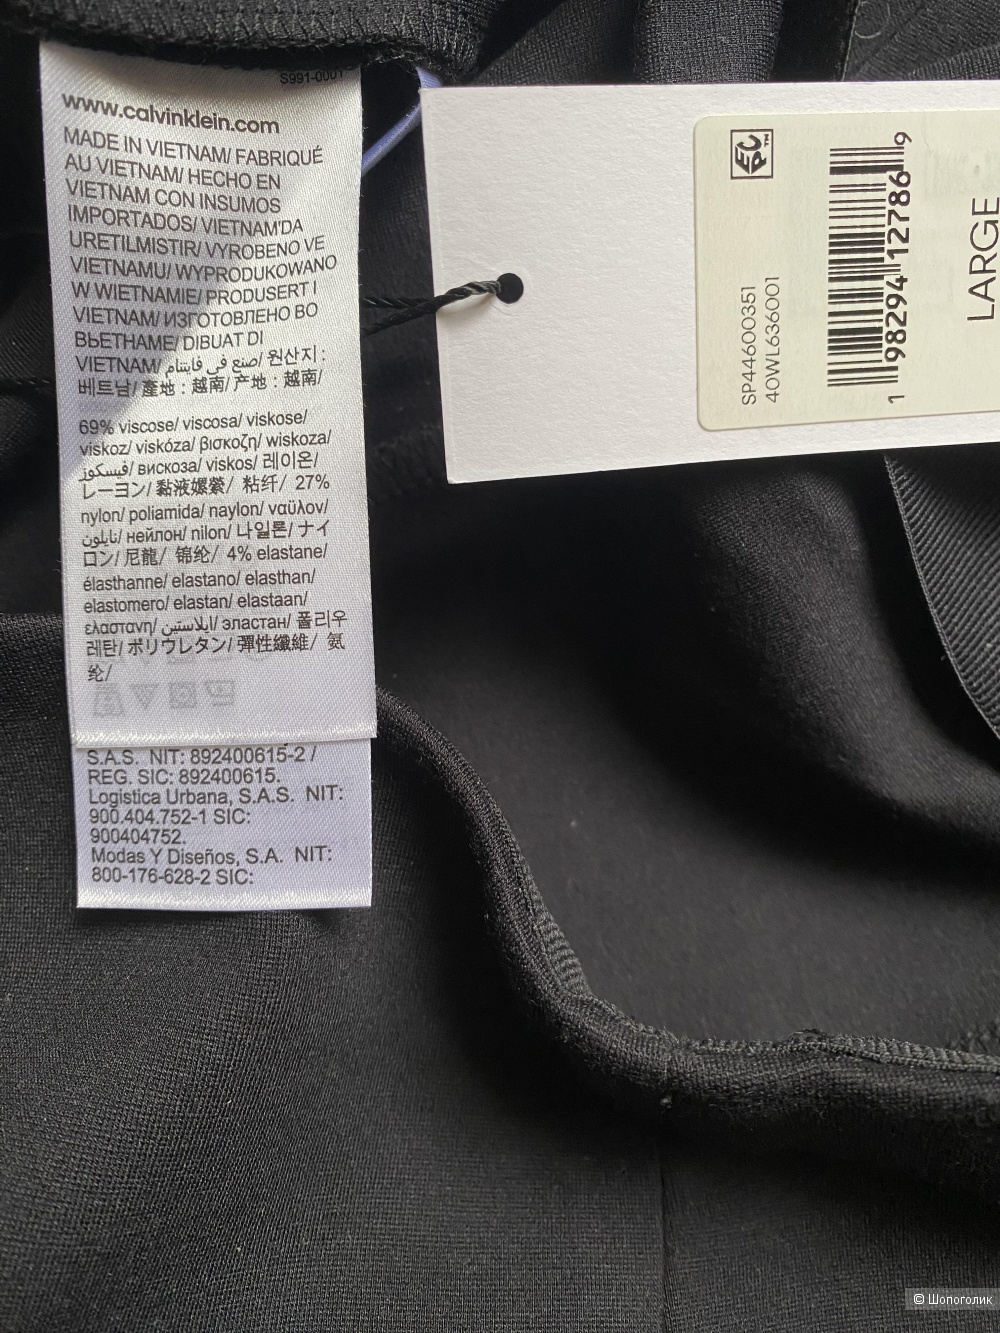 S991-0001
www.calvinklein.com
MADE IN VIETNAM/ FABRIQUÉ
AU VIETNAM/ HECHO EN
VIETNAM CON INSUMOS
IMPORTADOS/ VIETNAM'DA
URETILMISTIR/ VYROBENO VE
VIETNAMU/ WYPRODUKOWANO
W WIETNAMIE/ PRODUSERT I
VIETNAM/ ИЗГОТОВЛЕНО ВО
ВЬЕТНАМЕ/ DIBUAT DI
VIETNAM/ صنع في فايتنام/ 원산지 :
베트남/ 產地 : 越南/ 产地 : 越南/
69% viscose/ viscosa/ viskose/
viskoz/ viskóza/ βισκοζη/ wiskoza/
فيسكوز/ вискоза/ viskos/ 레이온/
レーヨン/ 黏液嫘縈/ 粘纤/ 27%
nylon/ poliamida/ naylon/ ναϋλον/
نايلون/ нейлон/ nilon/ 나일론/ ナイ
ロン/ 尼龍/ 锦纶/ 4% elastane/
élasthanne/ elastano/ elasthan/
elastomero/ elastan/ elastaan/
ελαστανη/ إيلاستين/ эластан/ 폴리우
레탄/ ポリウレタン/ 彈性纖維/ 氨
纶/
S.A.S. NIT: 892400615-2 /
REG. SIC: 892400615.
Logistica Urbana, S.A.S. NIT:
900.404.752-1 SIC:
900404752.
Modas Y Diseños, S.A. NIT:
800-176-628-2 SIC:
EPC™
SP44600351
40WL636001
1 98294 12786 9
LARGE
© Шопоголик